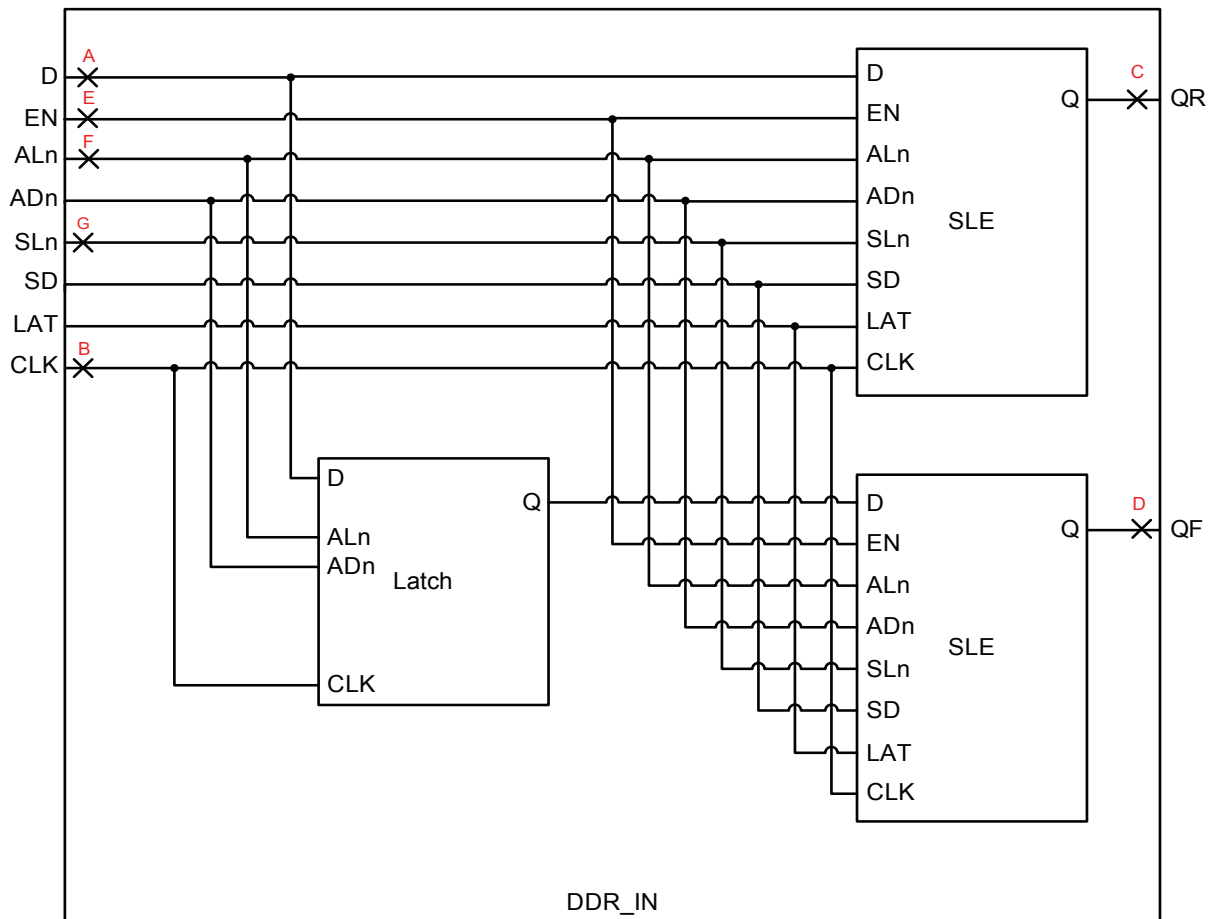 A
D
E
EN
F
ALn
ADn
G
SLn
SD
LAT
B
CLK
D
EN
ALn
ADn
SLn
SD
LAT
CLK
SLE
Q
C
QR
D
ALn
ADn
CLK
Latch
Q
D
EN
ALn
ADn
SLn
SD
LAT
CLK
SLE
Q
D
QF
DDR_IN